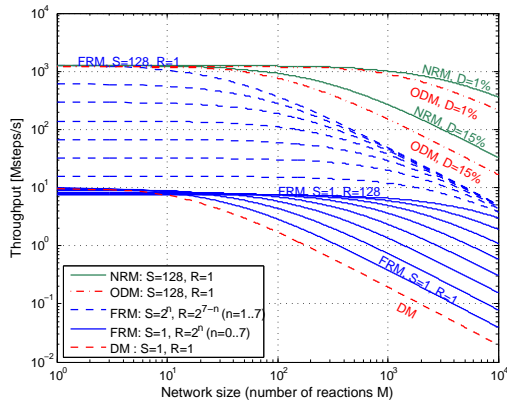 Throughput [Msteps/s]
10^4
10^3
10^2
10^1
10^0
10^-1
10^-2
FRM, S=128, R=1
NRM, D=1%
ODM, D=1%
NRM, D=15%
ODM, D=15%
FRM, S=1, R=128
FRM, S=1, R=1
DM
NRM: S=128, R=1
ODM: S=128, R=1
FRM: S=2^n, R=2^7-n (n=1..7)
FRM: S=1, R=2^n (n=0..7)
DM : S=1, R=1
10^0 10^1 10^2 10^3 10^4
Network size (number of reactions M)